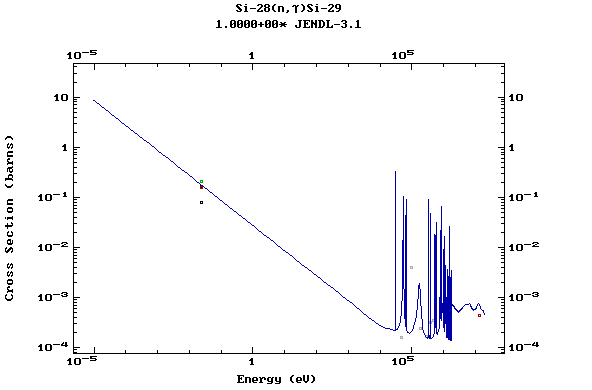 Si-28(n,γ)Si-29
1.0000+00* JENDL-3.1
10-5 1 105
10 10
1 1
10-1 10-1
10-2 10-2
10-3 10-3
10-4 10-4
10-5 1 105
Cross Section (barns)
Energy (eV)